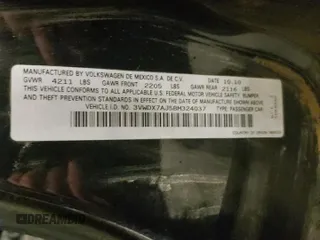 MANUFACTURED BY VOLKSWAGEN DE MEXICO S.A. DE C.V. 10.10
GVWR 4211 LBS GAWR FRONT 2205 LBS GAWR REAR 2116 LBS
THIS VEHICLE CONFORMS TO ALL APPLICABLE U.S. FEDERAL MOTOR VEHICLE SAFETY, BUMPER,
AND THEFT PREVENTION STANDARDS IN EFFECT ON THE DATE OF MANUFACTURE SHOWN ABOVE.
VEHICLE I.D. NO.: 3VWDX7AJ5BM324037 TYPE: PASSENGER CAR
DREAMBID